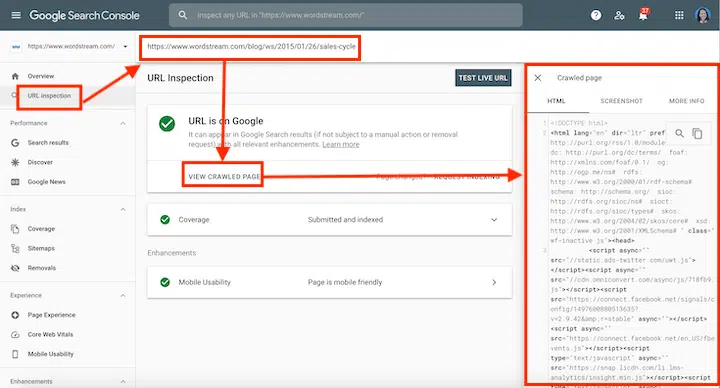 Google Search Console
Inspect any URL in "https://www.wordstream.com/"
27
https://www.wordstream.com/
https://www.wordstream.com/blog/ws/2015/01/26/sales-cycle
Overview
URL inspection
Performance
Search results
Discover
Google News
Index
Coverage
Sitemaps
Removals
Experience
Page Experience
Core Web Vitals
Mobile Usability
Enhancements
URL Inspection
TEST LIVE URL
URL is on Google
It can appear in Google Search results (if not subject to a manual action or removal
request) with all relevant enhancements. Learn more
VIEW CRAWLED PAGE
Page changed?
REQUEST INDEXING
Coverage
Submitted and indexed
Enhancements
Mobile Usability
Page is mobile friendly
Crawled page
HTML
SCREENSHOT
MORE INFO
1
<!DOCTYPE html>
2
<html lang="en" dir="ltr" pref
http://purl.org/rss/1.0/module
dc: http://purl.org/dc/terms/ foaf:
http://xmlns.com/foaf/0.1/ og:
http://ogp.me/ns# rdfs:
http://www.w3.org/2000/01/rdf-schema#
schema: http://schema.org/ sioc:
http://rdfs.org/sioc/ns# sioct:
http://rdfs.org/sioc/types# skos:
http://www.w3.org/2004/02/skos/core# xsd:
http://www.w3.org/2001/XMLSchema# " class="
wf-inactive js"><head>
3
<script async=""
src="//static.ads-twitter.com/uwt.js">
</script><script async=""
src="//cdn.omniconvert.com/js/718fb9.
js"></script><script
src="https://connect.facebook.net/signals/c
onfig/1497600880513635?
v=2.9.42&amp;r=stable" async=""></script>
<script async=""
src="https://connect.facebook.net/en_US/fbe
vents.js"></script><script
type="text/javascript" async=""
src="https://snap.licdn.com/li.lms-
analytics/insight.min.js"></script><script
type="text/javascript" async=""